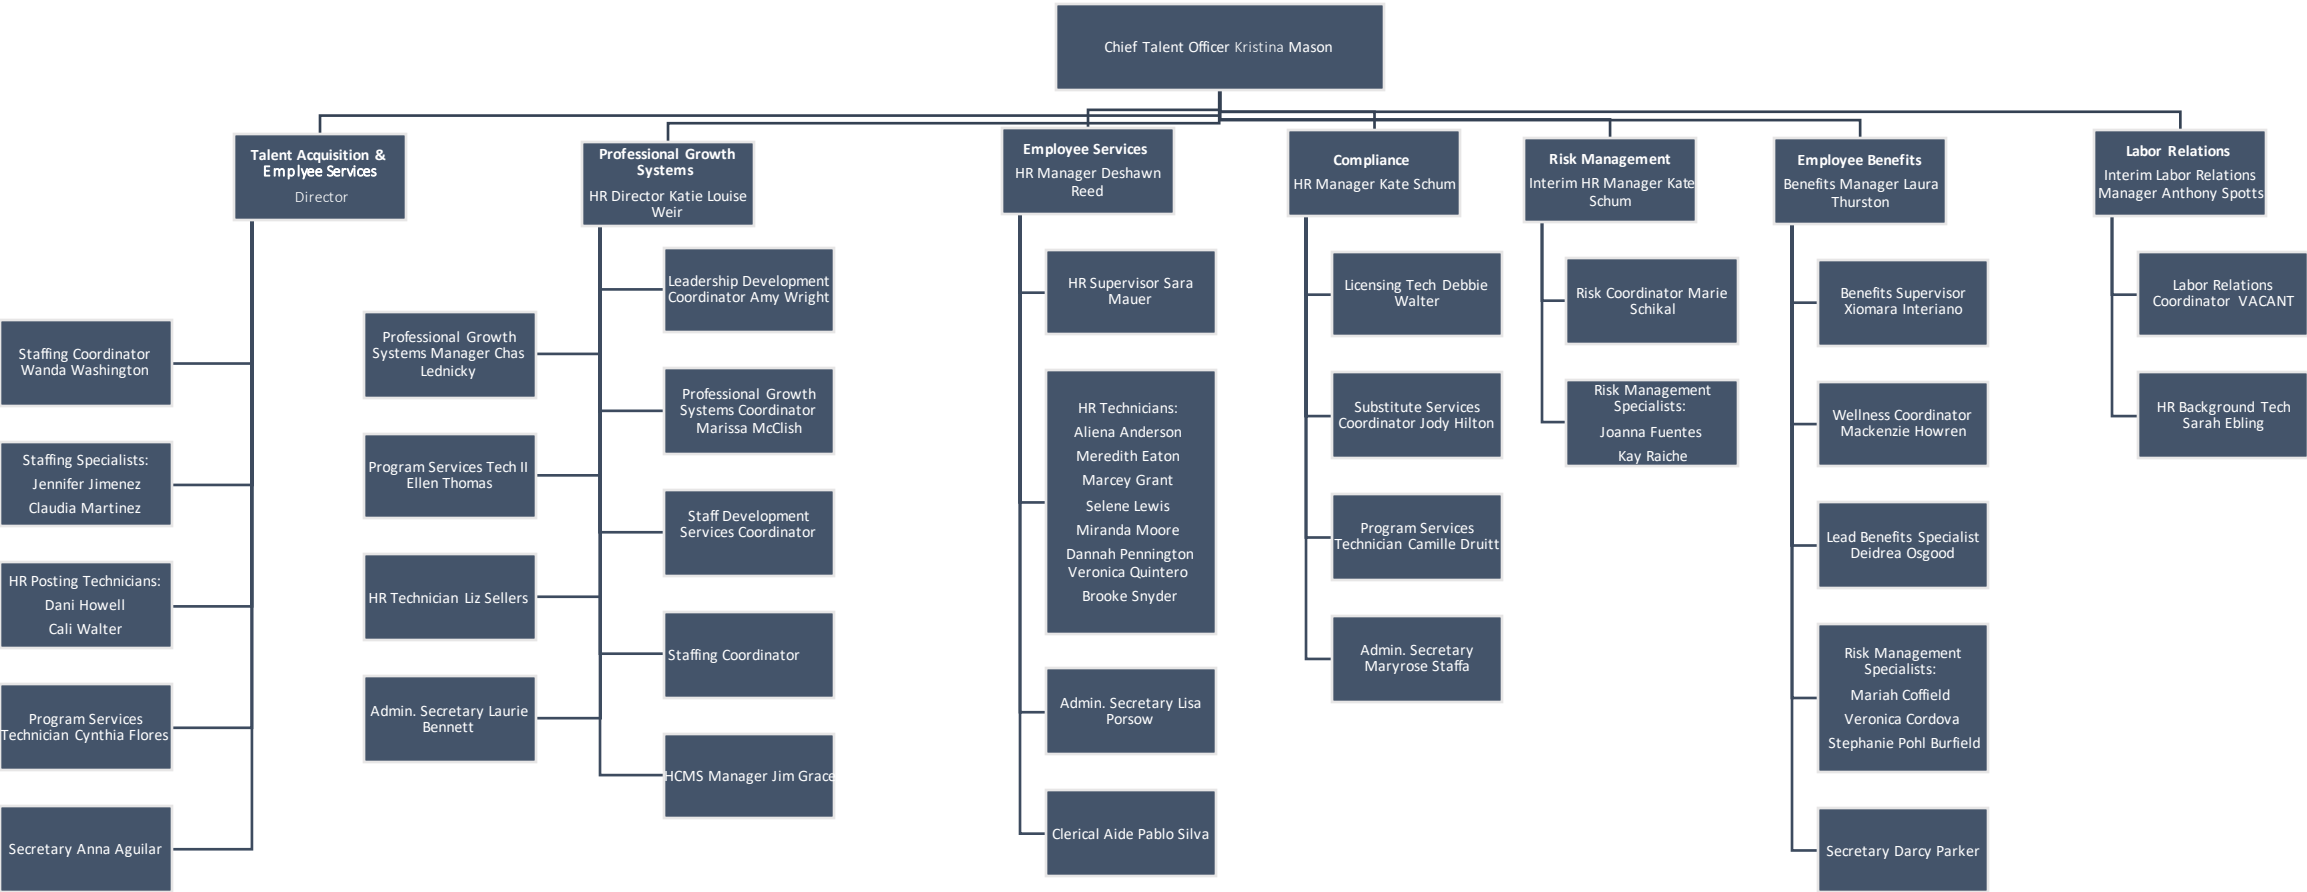 Chief Talent Officer Kristina Mason
Talent Acquisition &
Emplyee Services
Director
Staffing Coordinator
Wanda Washington
Staffing Specialists:
Jennifer Jimenez
Claudia Martinez
HR Posting Technicians:
Dani Howell
Cali Walter
Program Services
Technician Cynthia Flores
Secretary Anna Aguilar
Professional Growth
Systems
HR Director Katie Louise
Weir
Leadership Development
Coordinator Amy Wright
Professional Growth
Systems Manager Chas
Lednicky
Professional Growth
Systems Coordinator
Marissa McClish
Program Services Tech II
Ellen Thomas
Staff Development
Services Coordinator
HR Technician Liz Sellers
Staffing Coordinator
Admin. Secretary Laurie
Bennett
HCMS Manager Jim Grace
Employee Services
HR Manager Deshawn
Reed
HR Supervisor Sara
Mauer
HR Technicians:
Aliena Anderson
Meredith Eaton
Marcey Grant
Selene Lewis
Miranda Moore
Dannah Pennington
Veronica Quintero
Brooke Snyder
Admin. Secretary Lisa
Porsow
Clerical Aide Pablo Silva
Compliance
HR Manager Kate Schum
Licensing Tech Debbie
Walter
Substitute Services
Coordinator Jody Hilton
Program Services
Technician Camille Druitt
Admin. Secretary
Maryrose Staffa
Risk Management
Interim HR Manager Kate
Schum
Risk Coordinator Marie
Schikal
Risk Management
Specialists:
Joanna Fuentes
Kay Raiche
Employee Benefits
Benefits Manager Laura
Thurston
Benefits Supervisor
Xiomara Interiano
Wellness Coordinator
Mackenzie Howren
Lead Benefits Specialist
Deidrea Osgood
Risk Management
Specialists:
Mariah Coffield
Veronica Cordova
Stephanie Pohl Burfield
Secretary Darcy Parker
Labor Relations
Interim Labor Relations
Manager Anthony Spotts
Labor Relations
Coordinator VACANT
HR Background Tech
Sarah Ebling